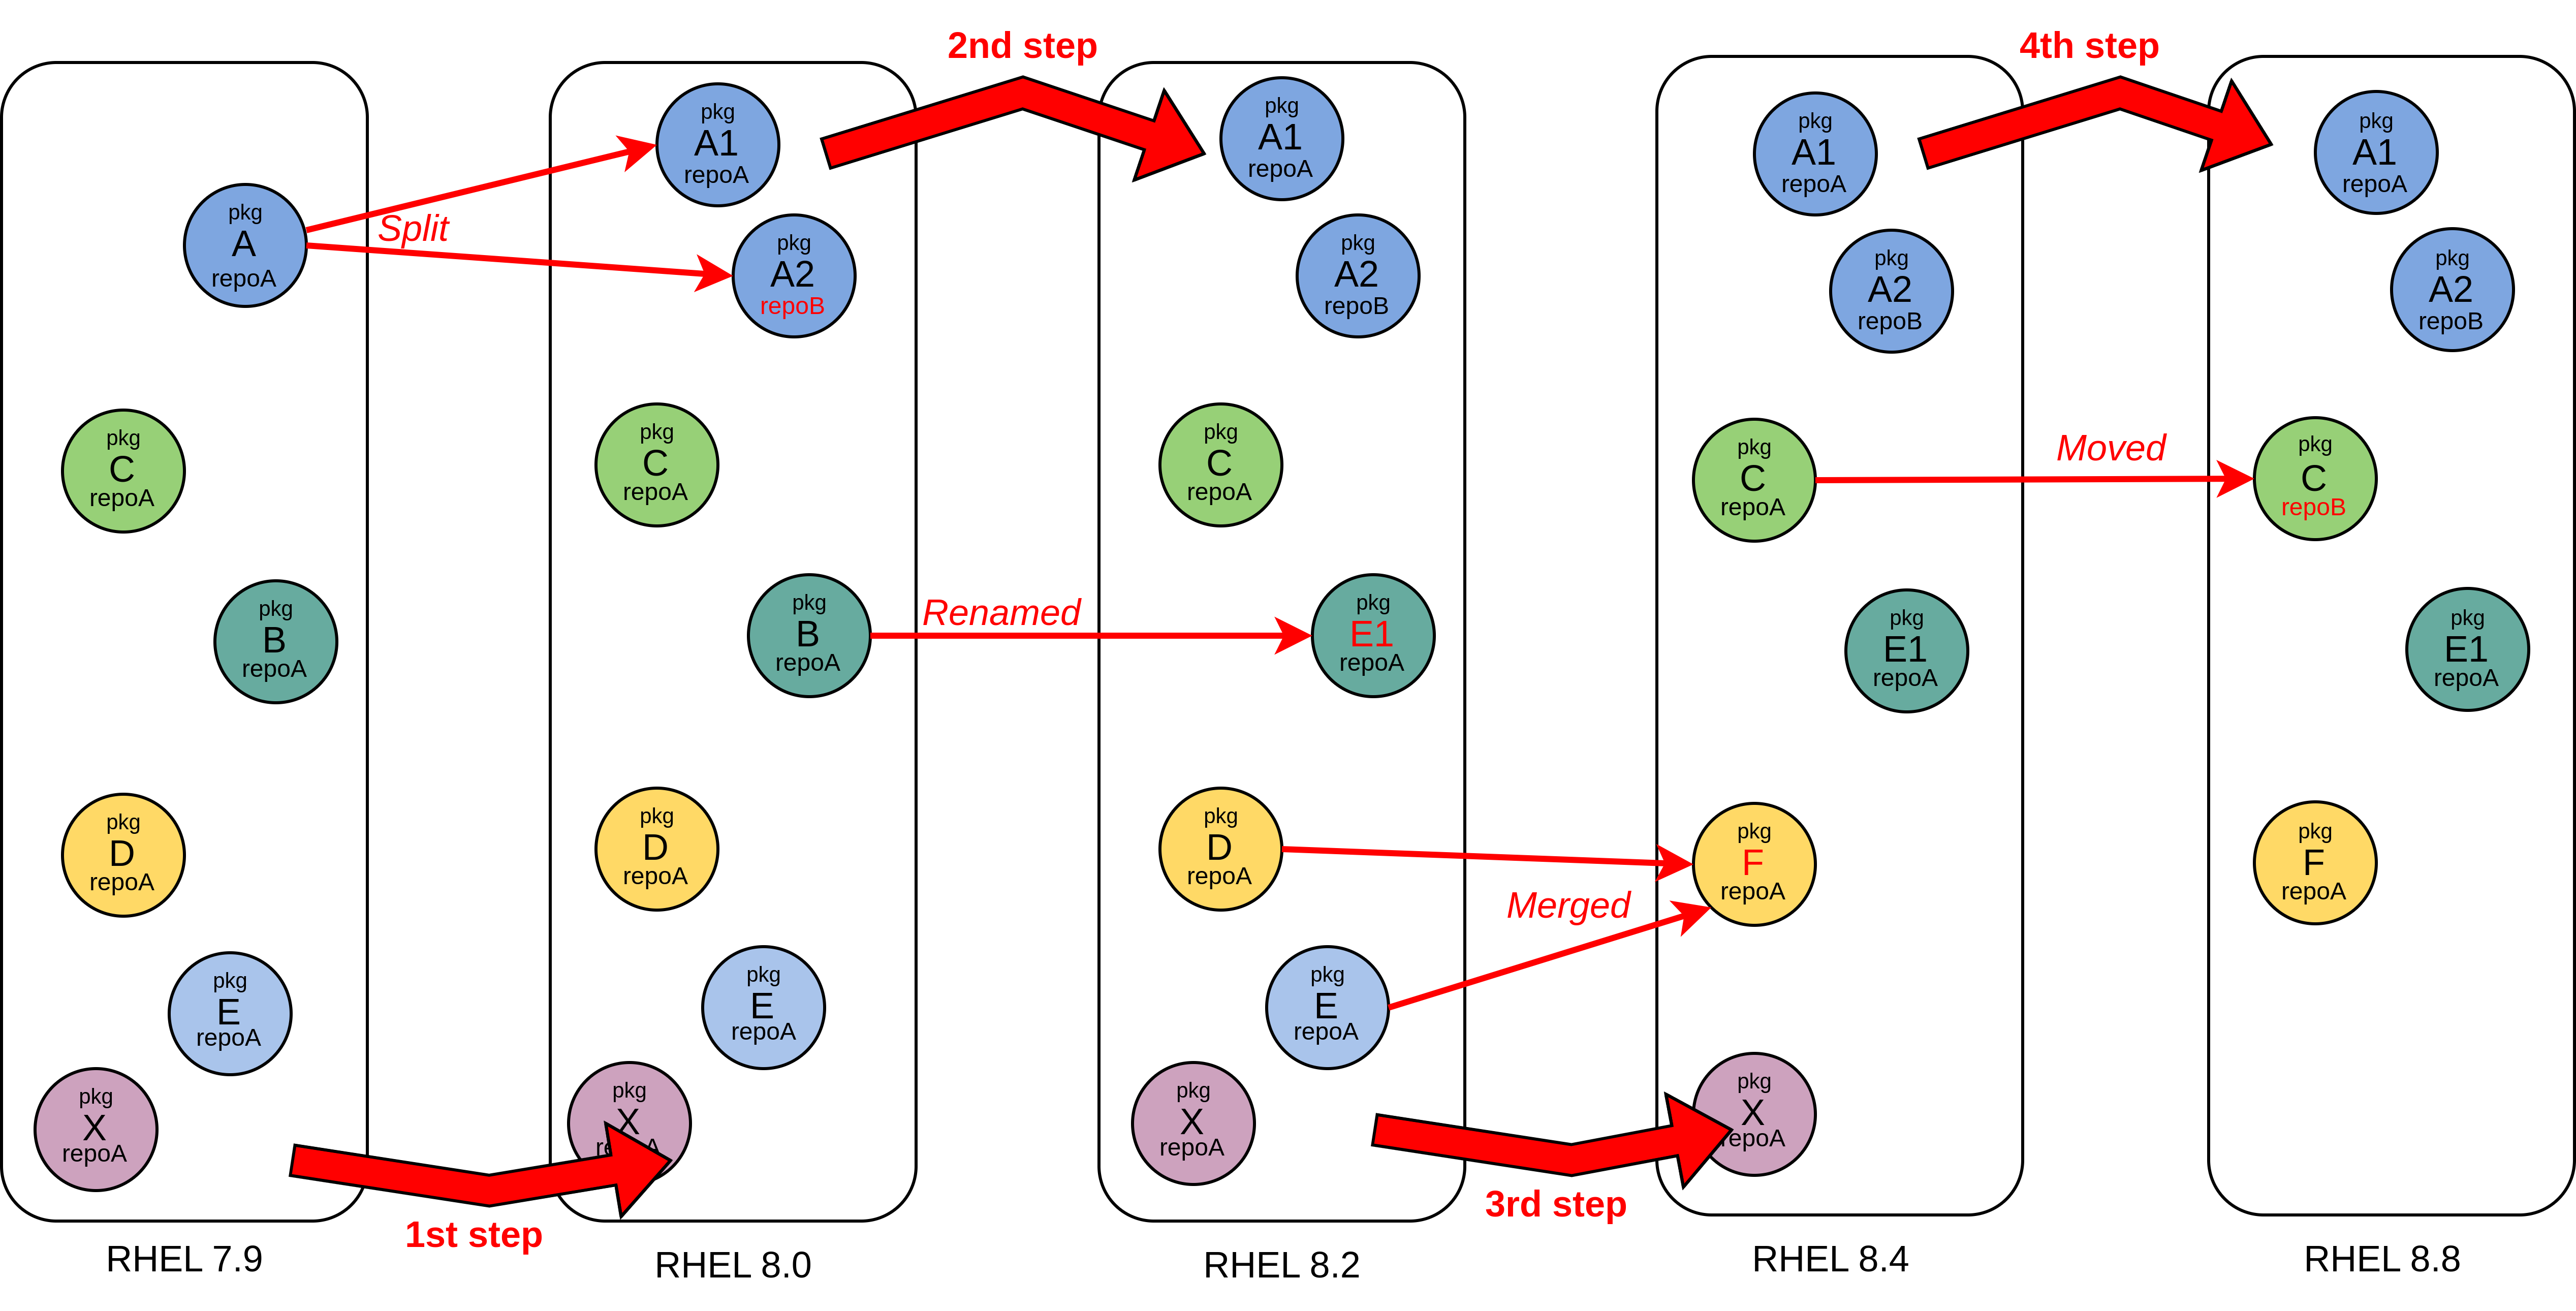 2nd step
4th step
pkg
A
repoA
pkg
C
repoA
pkg
B
repoA
pkg
D
repoA
pkg
E
repoA
pkg
X
repoA
RHEL 7.9
Split
1st step
pkg
A1
repoA
pkg
A2
repoB
pkg
C
repoA
pkg
B
repoA
pkg
D
repoA
pkg
E
repoA
pkg
X
RHEL 8.0
Renamed
pkg
A1
repoA
pkg
A2
repoB
pkg
C
repoA
pkg
E1
repoA
pkg
D
repoA
pkg
E
repoA
pkg
X
repoA
RHEL 8.2
Merged
3rd step
pkg
A1
repoA
pkg
A2
repoB
pkg
C
repoA
pkg
E1
repoA
pkg
F
repoA
pkg
X
repoA
RHEL 8.4
Moved
pkg
A1
repoA
pkg
A2
repoB
pkg
C
repoB
pkg
E1
repoA
pkg
F
repoA
RHEL 8.8